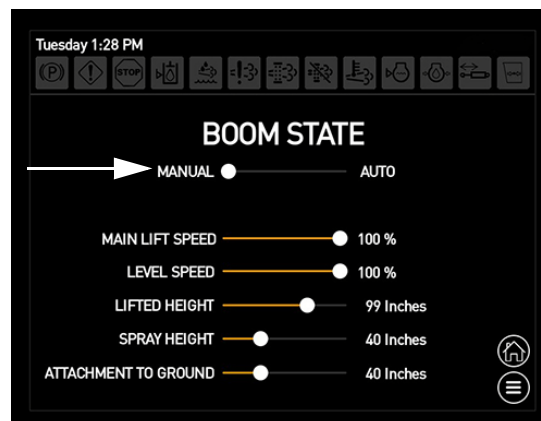 Tuesday 1:28 PM
(P) STOP
BOOM STATE
MANUAL AUTO
MAIN LIFT SPEED 100 %
LEVEL SPEED 100 %
LIFTED HEIGHT 99 Inches
SPRAY HEIGHT 40 Inches
ATTACHMENT TO GROUND 40 Inches